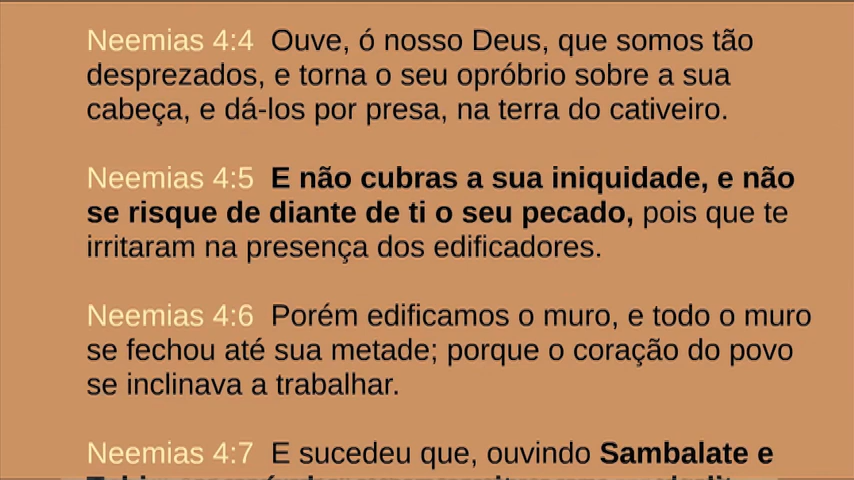 Neemias 4:4 Ouve, ó nosso Deus, que somos tão
desprezados, e torna o seu opróbrio sobre a sua
cabeça, e dá-los por presa, na terra do cativeiro.
Neemias 4:5 E não cubras a sua iniquidade, e não
se risque de diante de ti o seu pecado, pois que te
irritaram na presença dos edificadores.
Neemias 4:6 Porém edificamos o muro, e todo o muro
se fechou até sua metade; porque o coração do povo
se inclinava a trabalhar.
Neemias 4:7 E sucedeu que, ouvindo Sambalate e